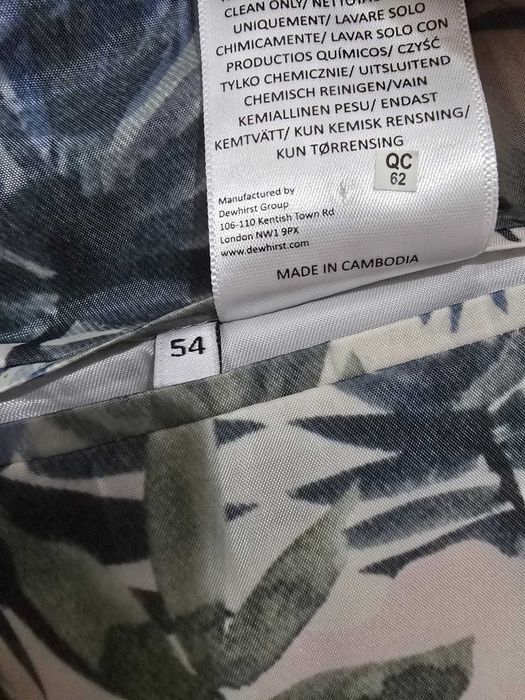 CLEAN ONLY/
UNIQUEMENT/ LAVARE SOLO
CHIMICAMENTE/ LAVAR SOLO CON
PRODUCTOS QUÍMICOS/ CZYŚĆ
TYLKO CHEMICZNIE/ UITSLUITEND
CHEMISCH REINIGEN/VAIN
KEMIALLINEN PESU/ ENDAST
KEMTVÄTT/ KUN KEMISK RENSNING/
KUN TØRRENSING
QC
62
Manufactured by
Dewhirst Group
106-110 Kentish Town Rd
London NW1 9PX
www.dewhirst.com
MADE IN CAMBODIA
54